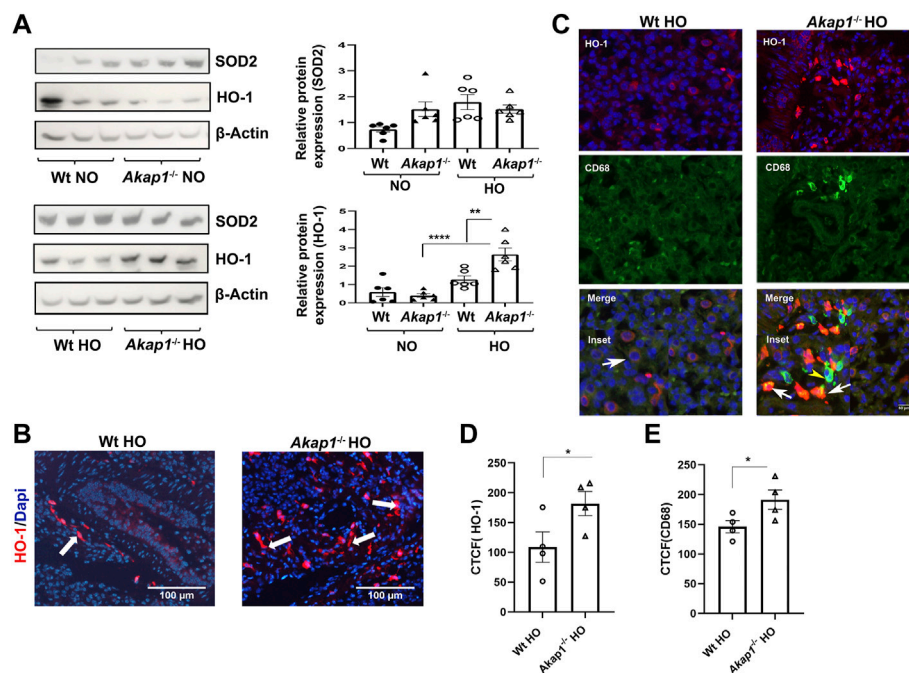 A
SOD2
HO-1
β-Actin
Wt NO
Akap1⁻/⁻ NO
SOD2
HO-1
β-Actin
Wt HO
Akap1⁻/⁻ HO
Relative protein
expression (SOD2)
4
3
2
1
0
Wt
Akap1⁻/⁻
Wt
Akap1⁻/⁻
NO
HO
Relative protein
expression (HO-1)
6
5
4
3
2
1
0
****
**
Wt
Akap1⁻/⁻
Wt
Akap1⁻/⁻
NO
HO
B
Wt HO
Akap1⁻/⁻ HO
HO-1/Dapi
100 µm
100 µm
C
Wt HO
Akap1⁻/⁻ HO
HO-1
HO-1
CD68
CD68
Merge
Merge
Inset
Inset
D
CTCF( HO-1)
250
200
150
100
50
0
*
Wt HO
Akap1⁻/⁻ HO
E
CTCF(CD68)
250
200
150
100
50
0
*
Wt HO
Akap1⁻/⁻ HO